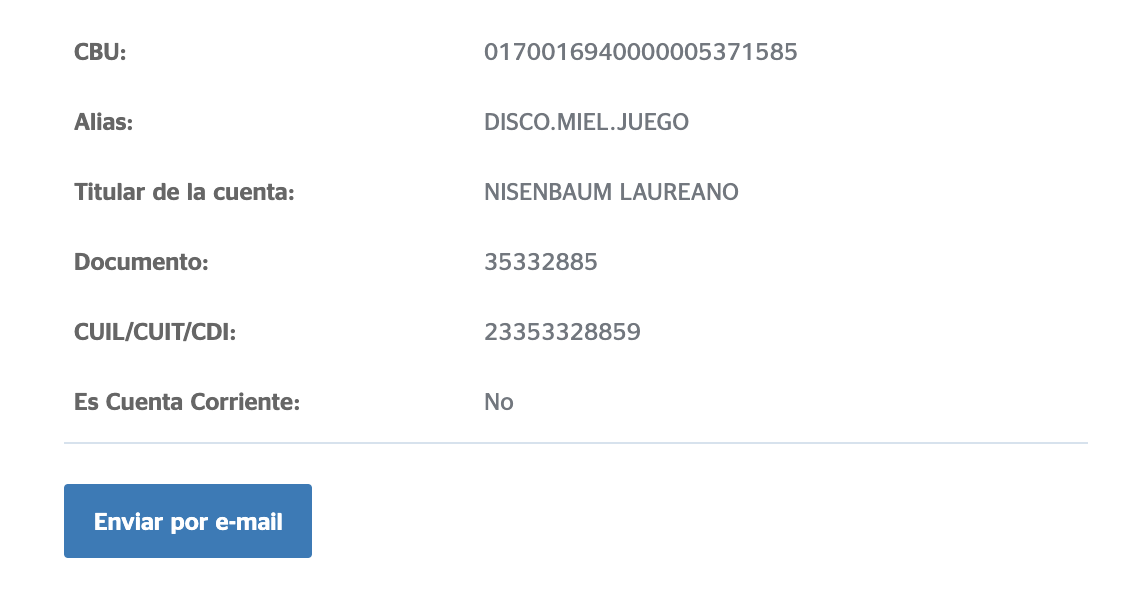 CBU: 0170016940000005371585
Alias: DISCO.MIEL.JUEGO
Titular de la cuenta: NISENBAUM LAUREANO
Documento: 35332885
CUIL/CUIT/CDI: 23353328859
Es Cuenta Corriente: No
Enviar por e-mail